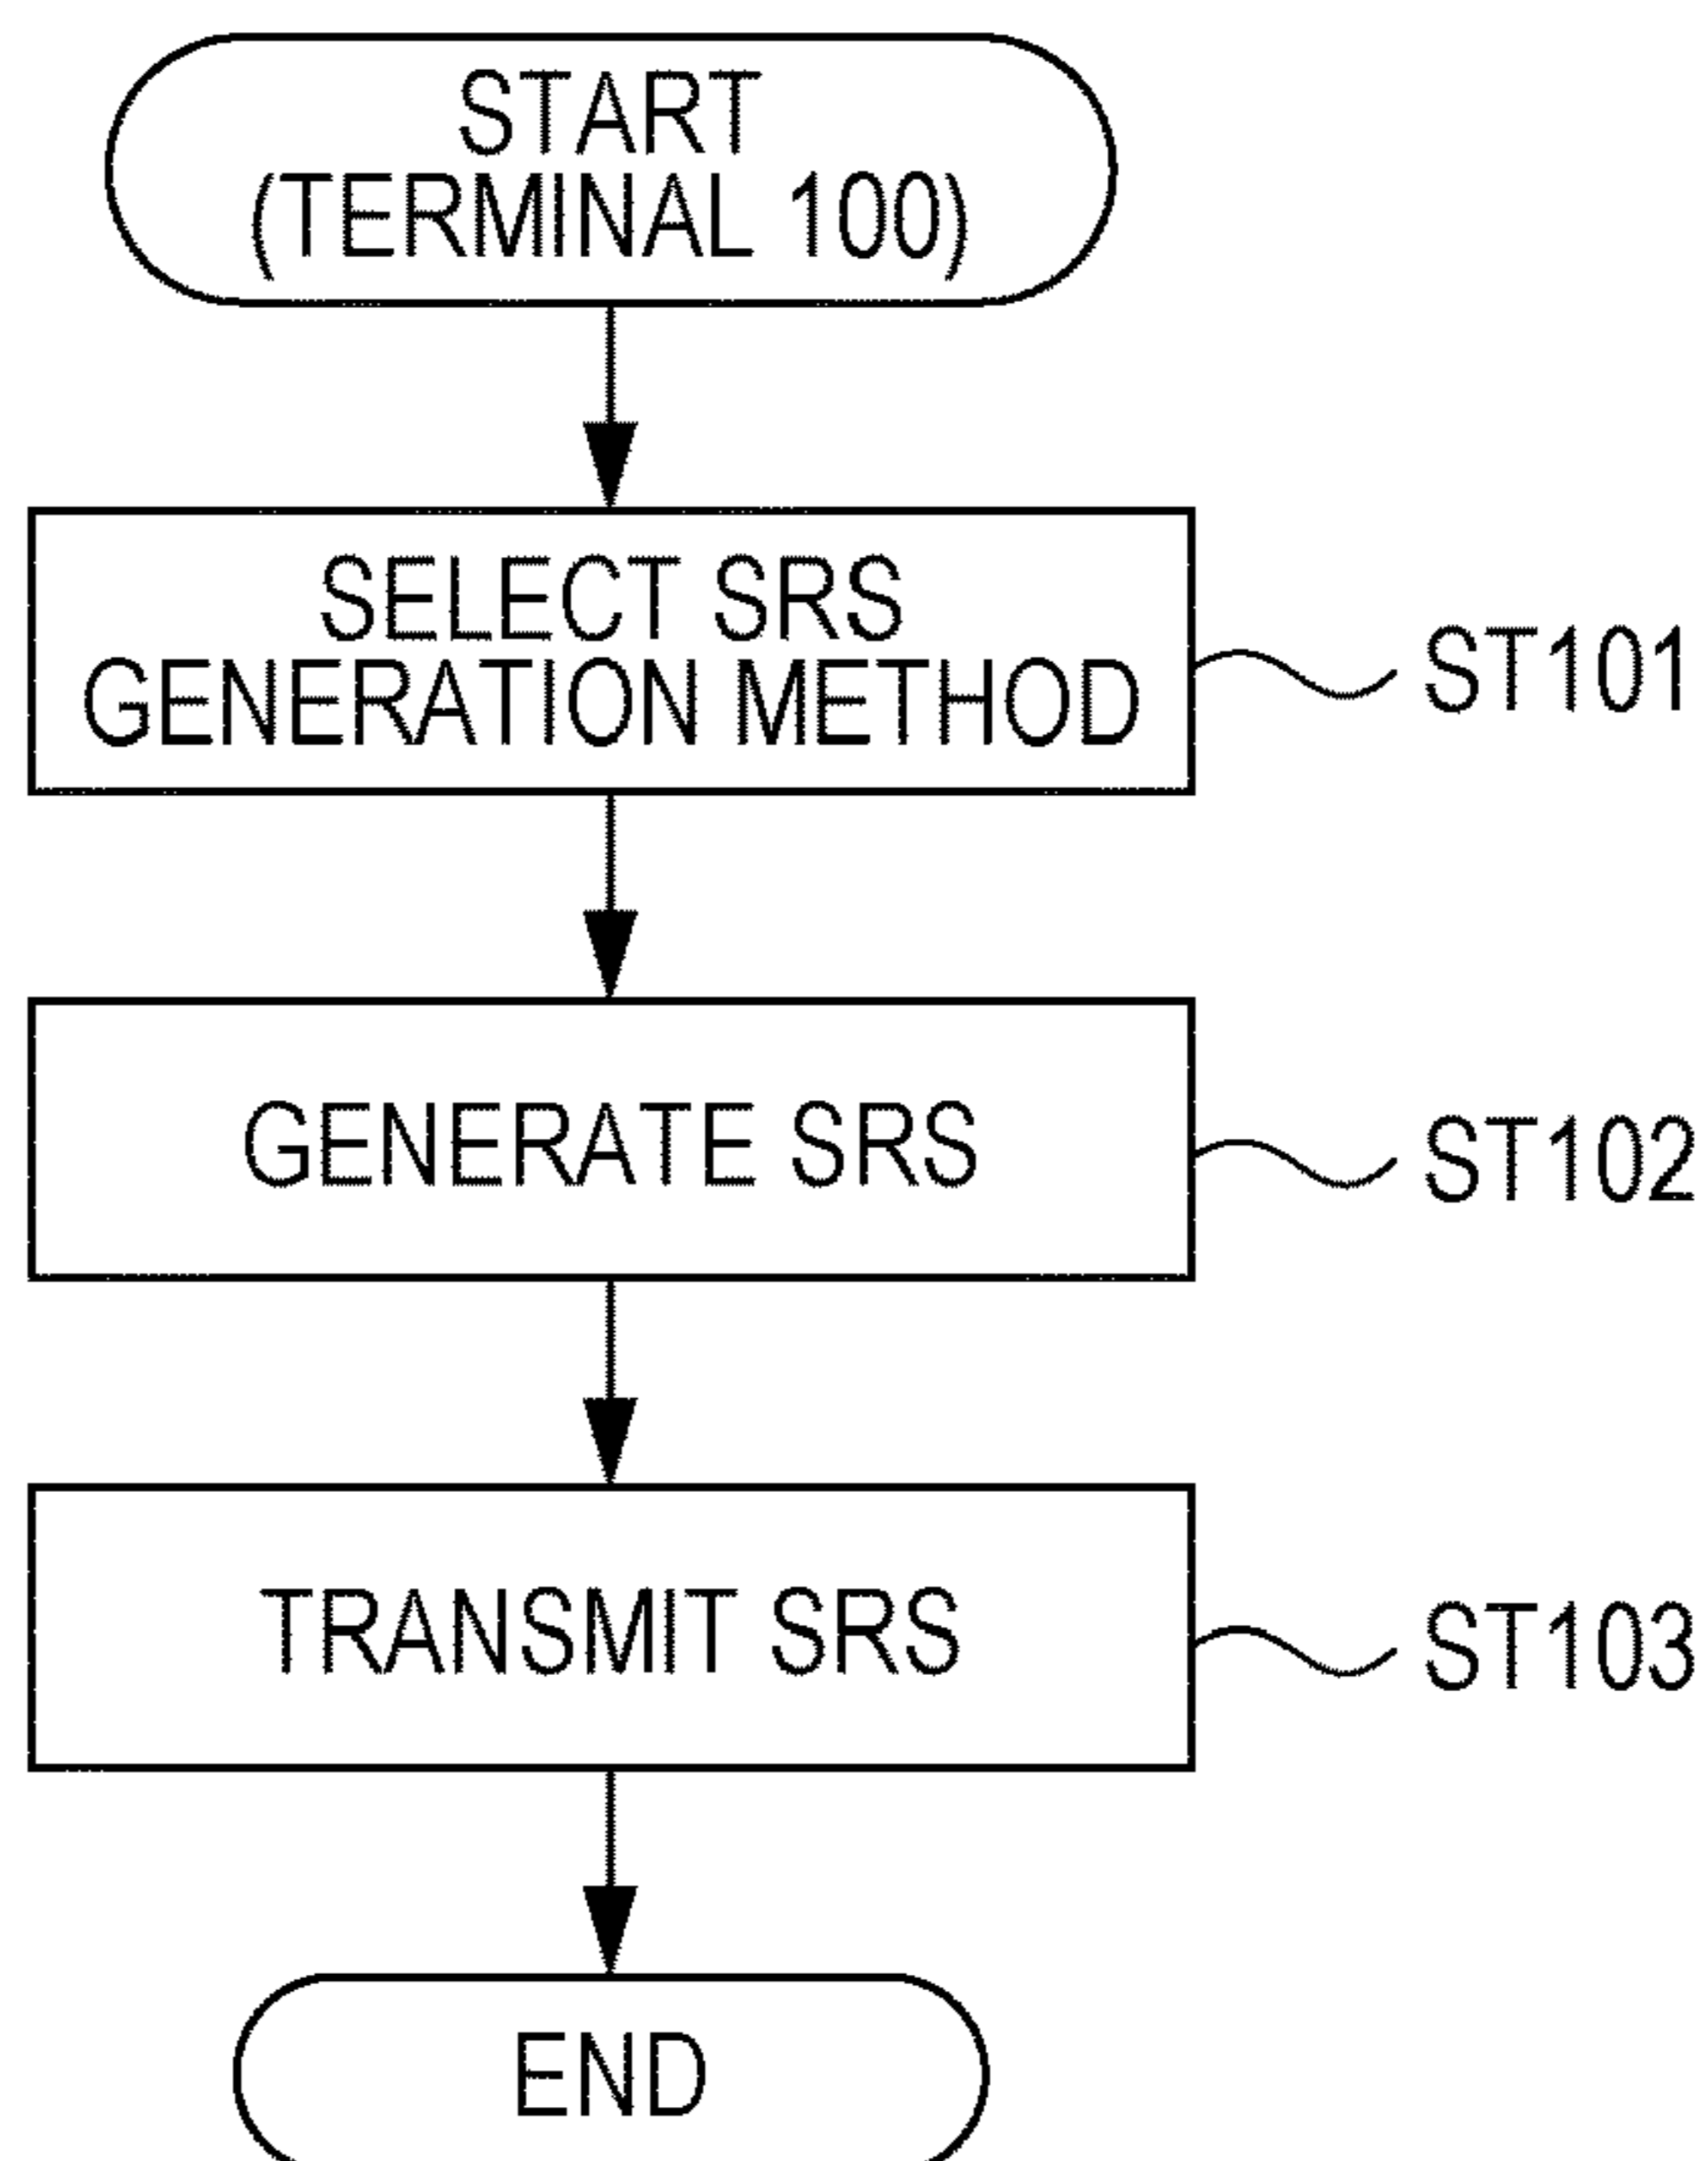 START
(TERMINAL 100)
SELECT SRS
GENERATION METHOD
ST101
GENERATE SRS
ST102
TRANSMIT SRS
ST103
END